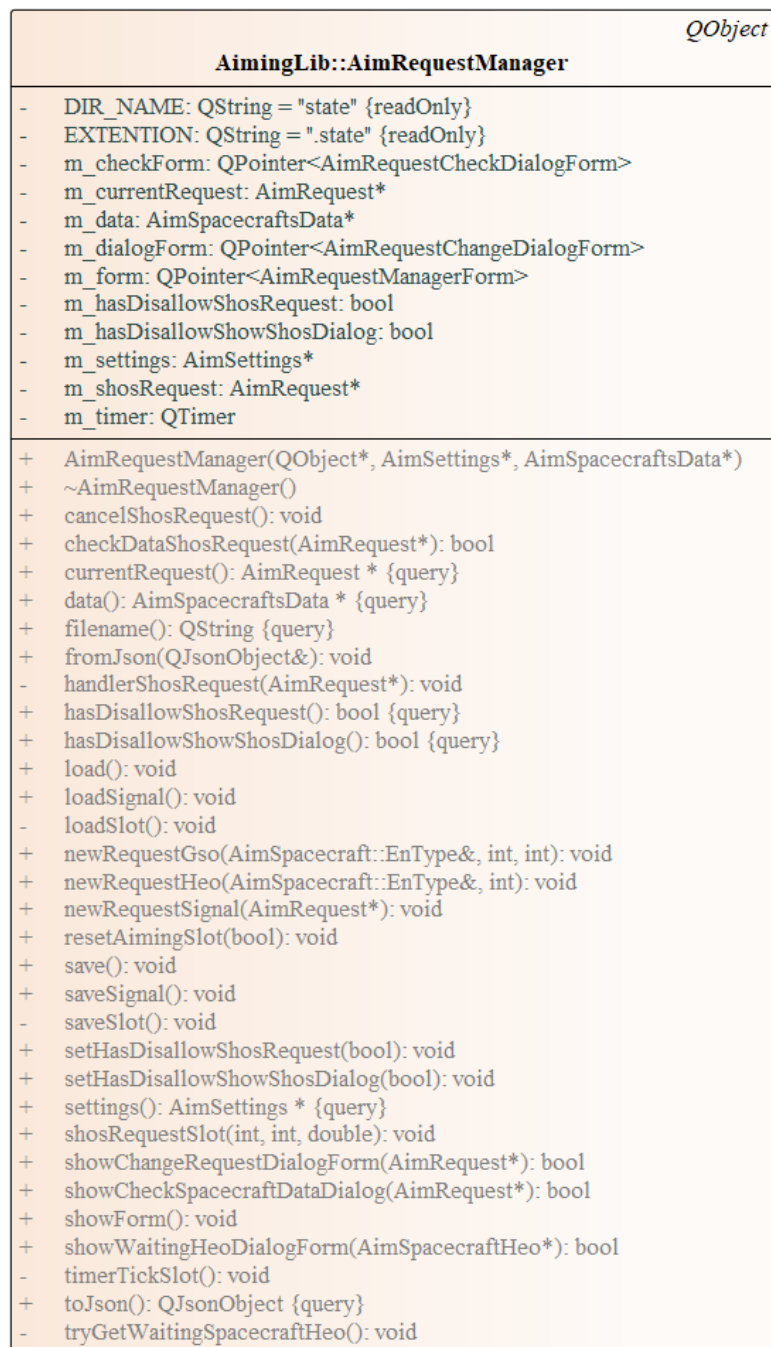 QObject
AimingLib::AimRequestManager
- DIR_NAME: QString = "state" {readOnly}
- EXTENTION: QString = ".state" {readOnly}
- m_checkForm: QPointer<AimRequestCheckDialogForm>
- m_currentRequest: AimRequest*
- m_data: AimSpacecraftsData*
- m_dialogForm: QPointer<AimRequestChangeDialogForm>
- m_form: QPointer<AimRequestManagerForm>
- m_hasDisallowShosRequest: bool
- m_hasDisallowShowShosDialog: bool
- m_settings: AimSettings*
- m_shosRequest: AimRequest*
- m_timer: QTimer
+ AimRequestManager(QObject*, AimSettings*, AimSpacecraftsData*)
+ ~AimRequestManager()
+ cancelShosRequest(): void
+ checkDataShosRequest(AimRequest*): bool
+ currentRequest(): AimRequest * {query}
+ data(): AimSpacecraftsData * {query}
+ filename(): QString {query}
+ fromJson(QJsonObject&): void
- handlerShosRequest(AimRequest*): void
+ hasDisallowShosRequest(): bool {query}
+ hasDisallowShowShosDialog(): bool {query}
+ load(): void
+ loadSignal(): void
- loadSlot(): void
+ newRequestGso(AimSpacecraft::EnType&, int, int): void
+ newRequestHeo(AimSpacecraft::EnType&, int): void
+ newRequestSignal(AimRequest*): void
+ resetAimingSlot(bool): void
+ save(): void
+ saveSignal(): void
- saveSlot(): void
+ setHasDisallowShosRequest(bool): void
+ setHasDisallowShowShosDialog(bool): void
+ settings(): AimSettings * {query}
+ shosRequestSlot(int, int, double): void
+ showChangeRequestDialogForm(AimRequest*): bool
+ showCheckSpacecraftDataDialog(AimRequest*): bool
+ showForm(): void
+ showWaitingHeoDialogForm(AimSpacecraftHeo*): bool
- timerTickSlot(): void
+ toJson(): QJsonObject {query}
- tryGetWaitingSpacecraftHeo(): void